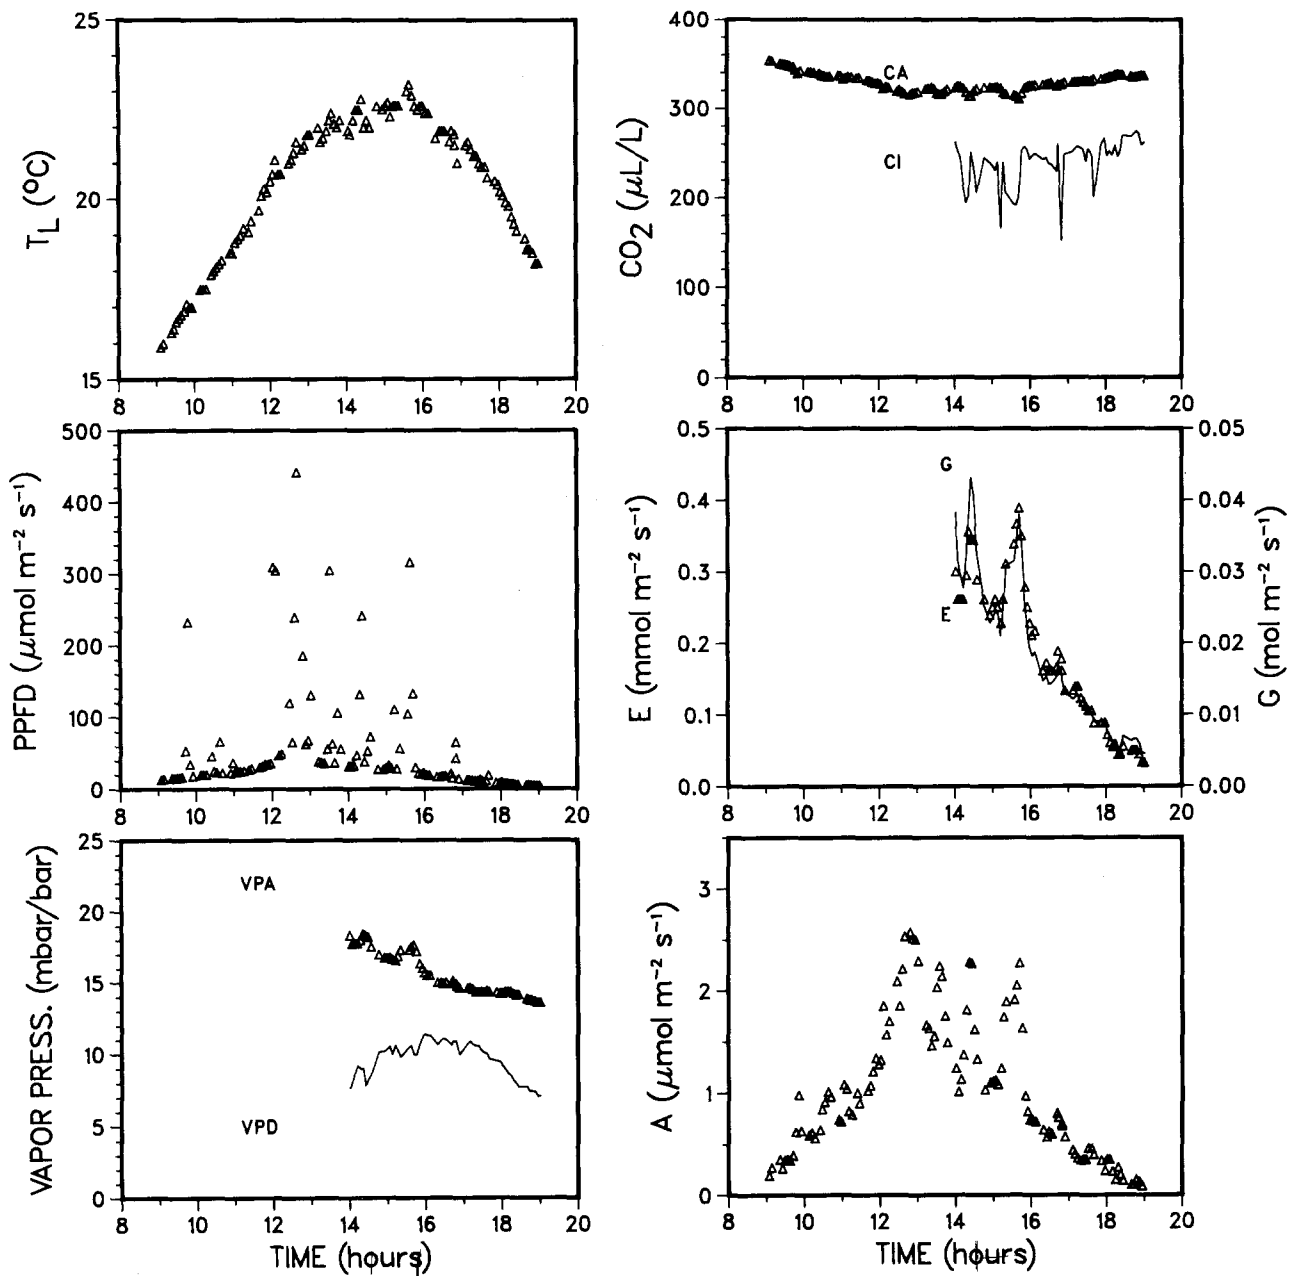 25
20
15
T_L (°C)
8 10 12 14 16 18 20
400
300
200
100
0
CO₂ (μL/L)
CA
CI
8 10 12 14 16 18 20
500
400
300
200
100
0
PPFD (μmol m⁻² s⁻¹)
8 10 12 14 16 18 20
0.5
0.4
0.3
0.2
0.1
0.0
E (mmol m⁻² s⁻¹)
G
E
0.05
0.04
0.03
0.02
0.01
0.00
G (mol m⁻² s⁻¹)
8 10 12 14 16 18 20
25
20
15
10
5
0
VAPOR PRESS. (mbar/bar)
VPA
VPD
8 10 12 14 16 18 20
TIME (hours)
3
2
1
0
A (μmol m⁻² s⁻¹)
8 10 12 14 16 18 20
TIME (hours)